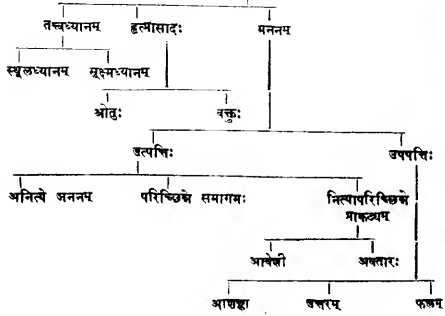 तत्त्वध्यानम् हृत्प्रासादः मननम्
स्थूलध्यानम् सूक्ष्मध्यानम्
श्रोतुः वक्तुः
उत्पत्तिः उपपत्तिः
अनित्ये जननम् परिच्छिन्ने समागमः नित्यापरिच्छिन्ने
प्राकट्यम्
आवेशी अवतारः
आशङ्का उत्तरम् फलम्